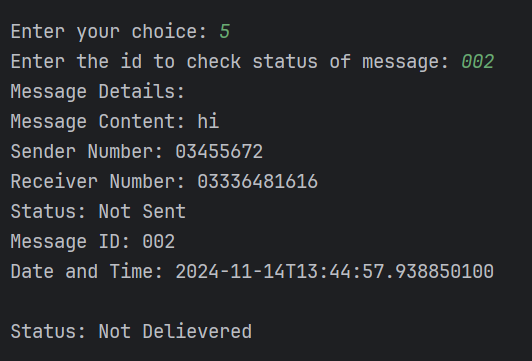 Enter your choice: 5
Enter the id to check status of message: 002
Message Details:
Message Content: hi
Sender Number: 03455672
Receiver Number: 03336481616
Status: Not Sent
Message ID: 002
Date and Time: 2024-11-14T13:44:57.938850100
Status: Not Delievered